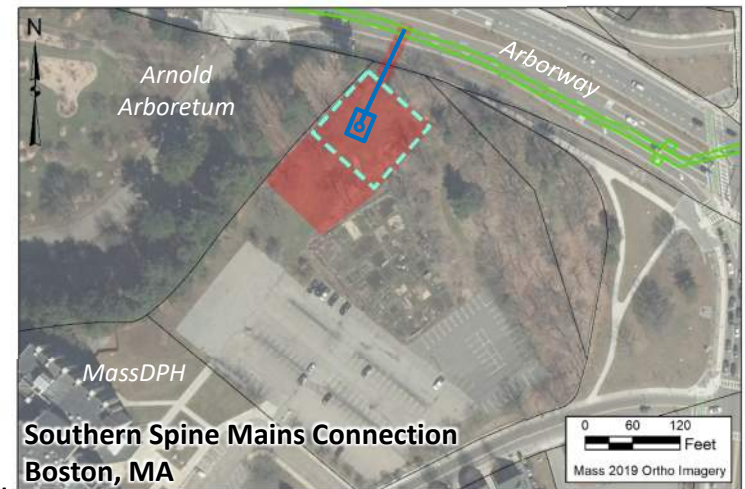 N
Arnold
Arboretum
Arborway
MassDPH
Southern Spine Mains Connection
Boston, MA
0 60 120
Feet
Mass 2019 Ortho Imagery